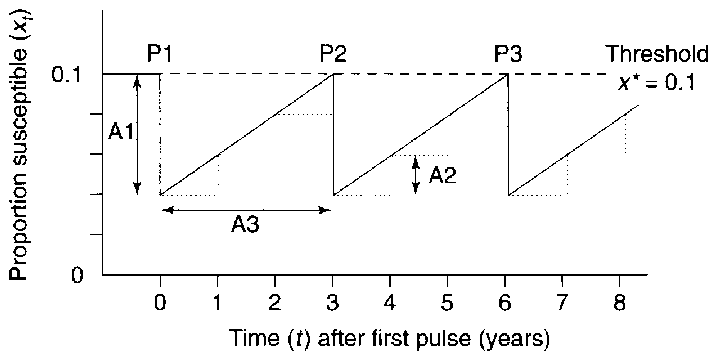 P1 P2 P3 Threshold
x* = 0.1
0.1
A1
A2
A3
0
0 1 2 3 4 5 6 7 8
Proportion susceptible (xt)
Time (t) after first pulse (years)